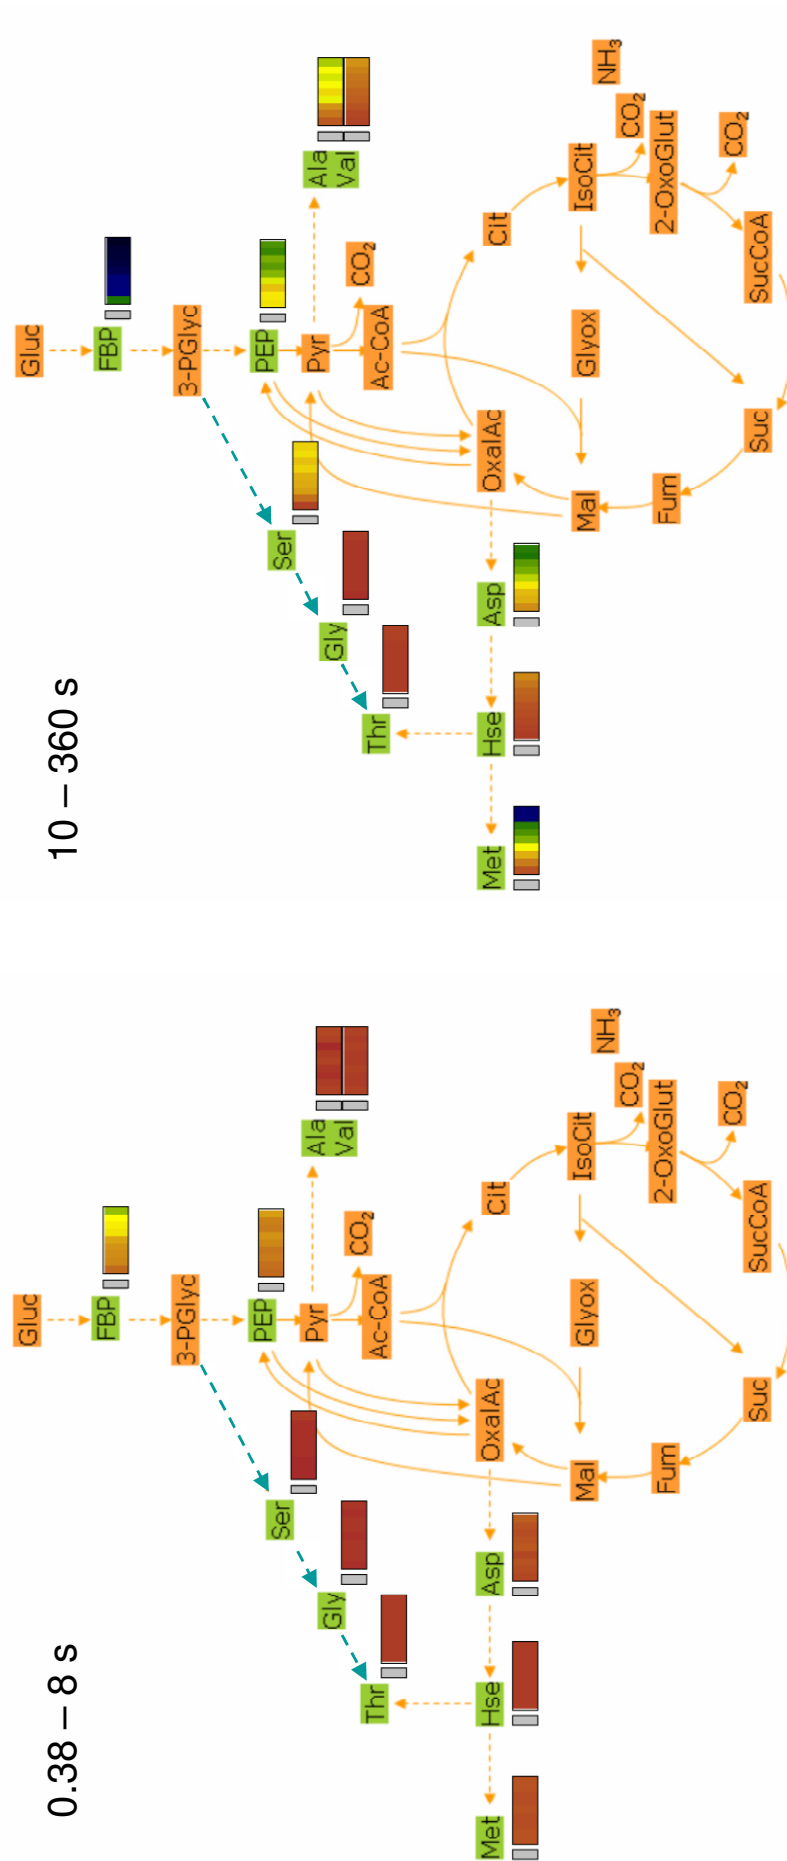 0.38 – 8 s
Gluc
FBP
3-PGlyc
Ser
PEP
Gly
Pyr
Ala
Val
Thr
Ac-CoA
CO₂
Met
Hse
Asp
OxalAc
Cit
Mal
Glyox
IsoCit
NH₃
CO₂
Fum
2-OxoGlut
Suc
SucCoA
CO₂
10 – 360 s
Gluc
FBP
3-PGlyc
Ser
PEP
Gly
Pyr
Ala
Val
Thr
Ac-CoA
CO₂
Met
Hse
Asp
OxalAc
Cit
Mal
Glyox
IsoCit
NH₃
CO₂
Fum
2-OxoGlut
Suc
SucCoA
CO₂